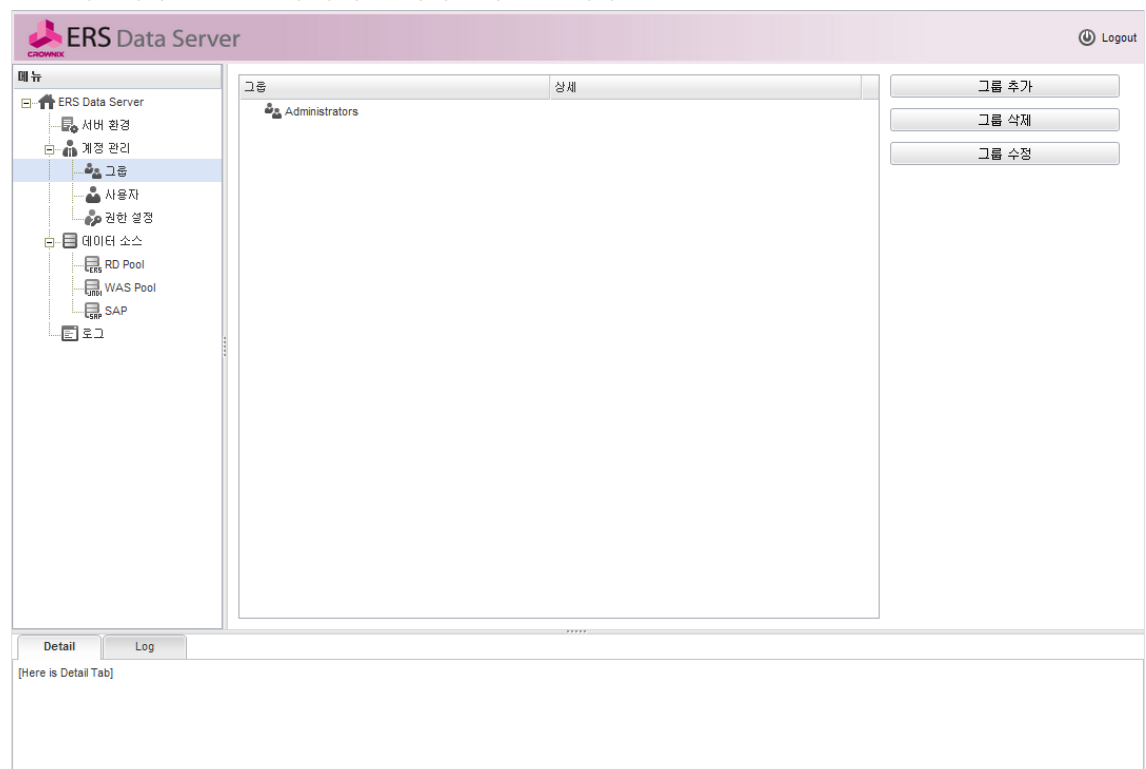 ERS Data Server
CROWNIX
Logout
메뉴
ERS Data Server
서버 환경
계정 관리
그룹
사용자
권한 설정
데이터 소스
RD Pool
WAS Pool
SAP
로그
그룹
상세
Administrators
그룹 추가
그룹 삭제
그룹 수정
Detail
Log
[Here is Detail Tab]